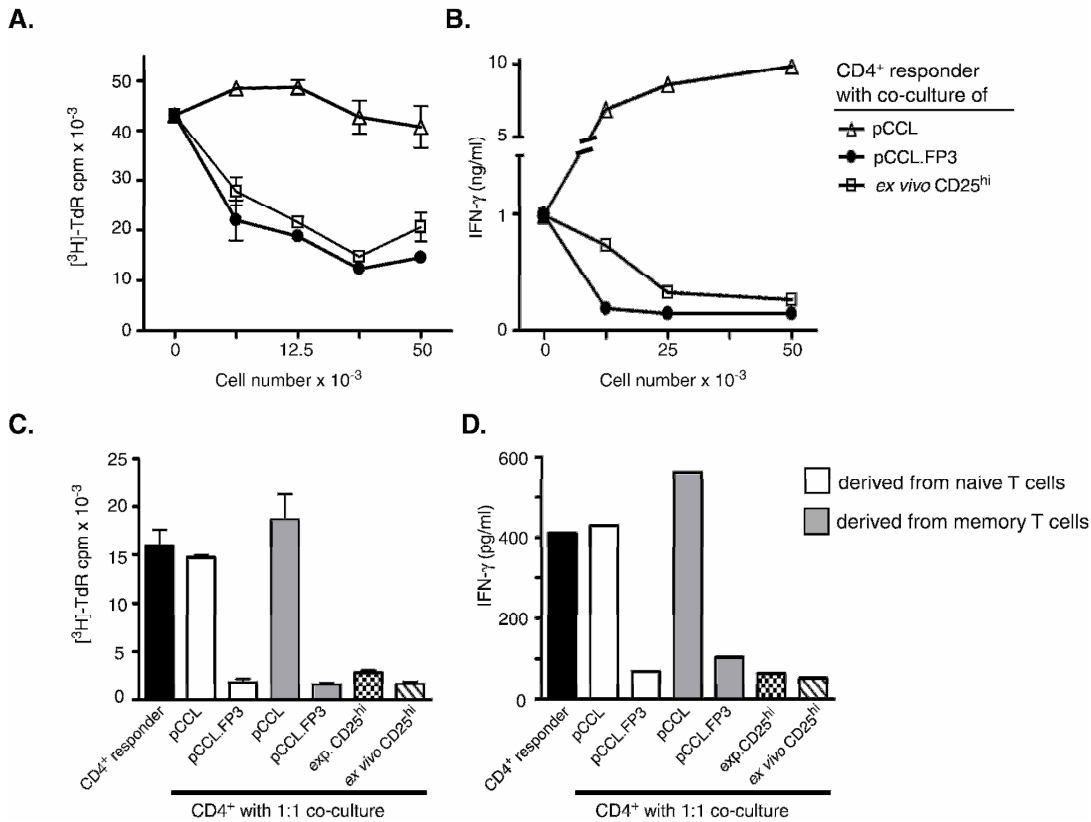 A.
[³H]-TdR cpm x 10⁻³
50
40
30
20
10
0
0
12.5
50
Cell number x 10⁻³
B.
IFN-γ (ng/ml)
10
5
1
0
0
25
50
Cell number x 10⁻³
CD4⁺ responder
with co-culture of
pCCL
pCCL.FP3
ex vivo CD25ʰⁱ
C.
[³H]-TdR cpm x 10⁻³
25
20
15
10
5
0
CD4⁺ responder
pCCL
pCCL.FP3
pCCL
pCCL.FP3
exp. CD25ʰⁱ
ex vivo CD25ʰⁱ
CD4⁺ with 1:1 co-culture
D.
IFN-γ (pg/ml)
600
400
200
0
CD4⁺ responder
pCCL
pCCL.FP3
pCCL
pCCL.FP3
exp.CD25ʰⁱ
ex vivo CD25ʰⁱ
CD4⁺ with 1:1 co-culture
derived from naive T cells
derived from memory T cells